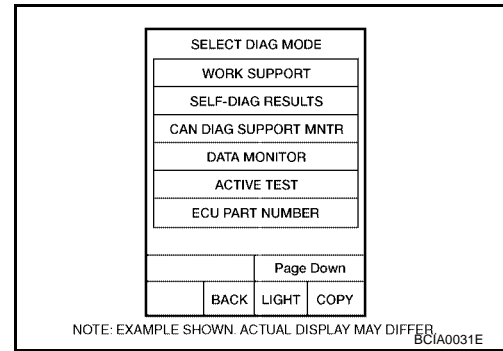 SELECT DIAG MODE
WORK SUPPORT
SELF-DIAG RESULTS
CAN DIAG SUPPORT MNTR
DATA MONITOR
ACTIVE TEST
ECU PART NUMBER
Page Down
BACK LIGHT COPY
NOTE: EXAMPLE SHOWN. ACTUAL DISPLAY MAY DIFFER.
BCIA0031E